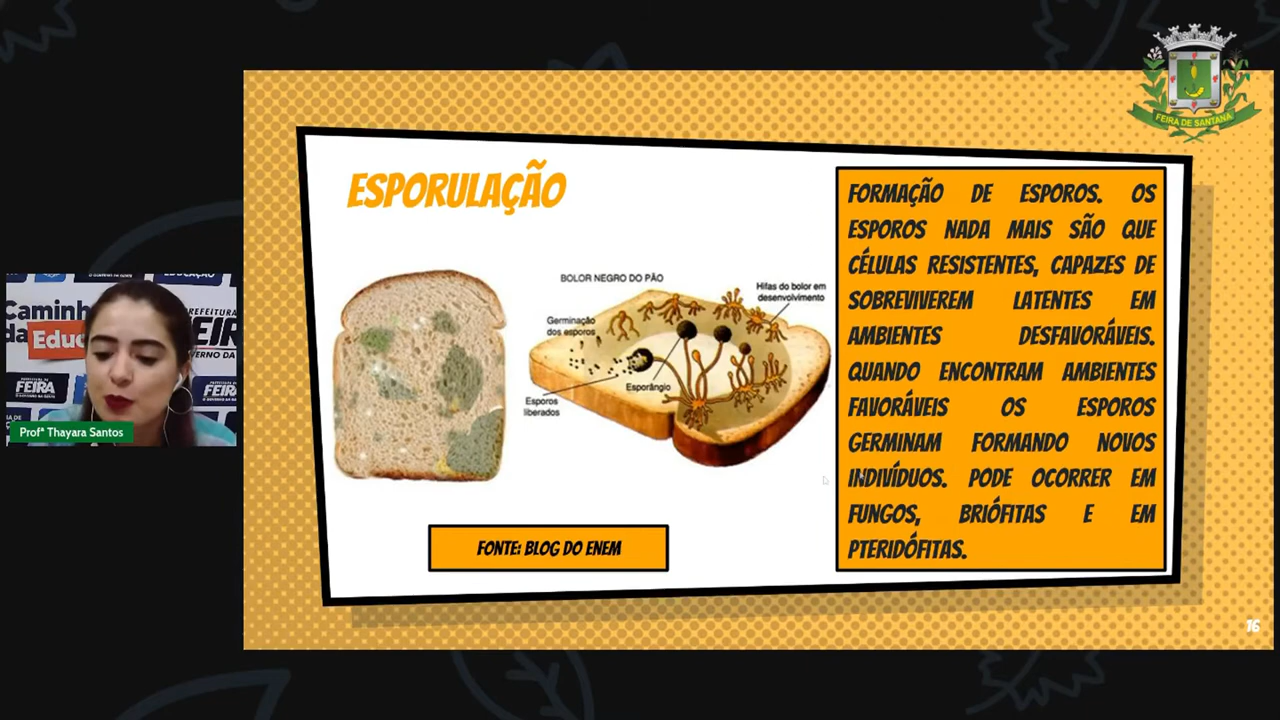 FEIRA DE SANTANA
ESPORULAÇÃO
FORMAÇÃO DE ESPOROS. OS
ESPOROS NADA MAIS SÃO QUE
CÉLULAS RESISTENTES, CAPAZES DE
SOBREVIVEREM LATENTES EM
AMBIENTES DESFAVORÁVEIS.
QUANDO ENCONTRAM AMBIENTES
FAVORÁVEIS OS ESPOROS
GERMINAM FORMANDO NOVOS
INDIVÍDUOS. PODE OCORRER EM
FUNGOS, BRIÓFITAS E EM
PTERIDÓFITAS.
BOLOR NEGRO DO PÃO
Hifas do bolor em
desenvolvimento
Germinação
dos esporos
Esporângio
Esporos
liberados
FONTE: BLOG DO ENEM
Caminh
da Educ
FEIRA
Profª Thayara Santos
16